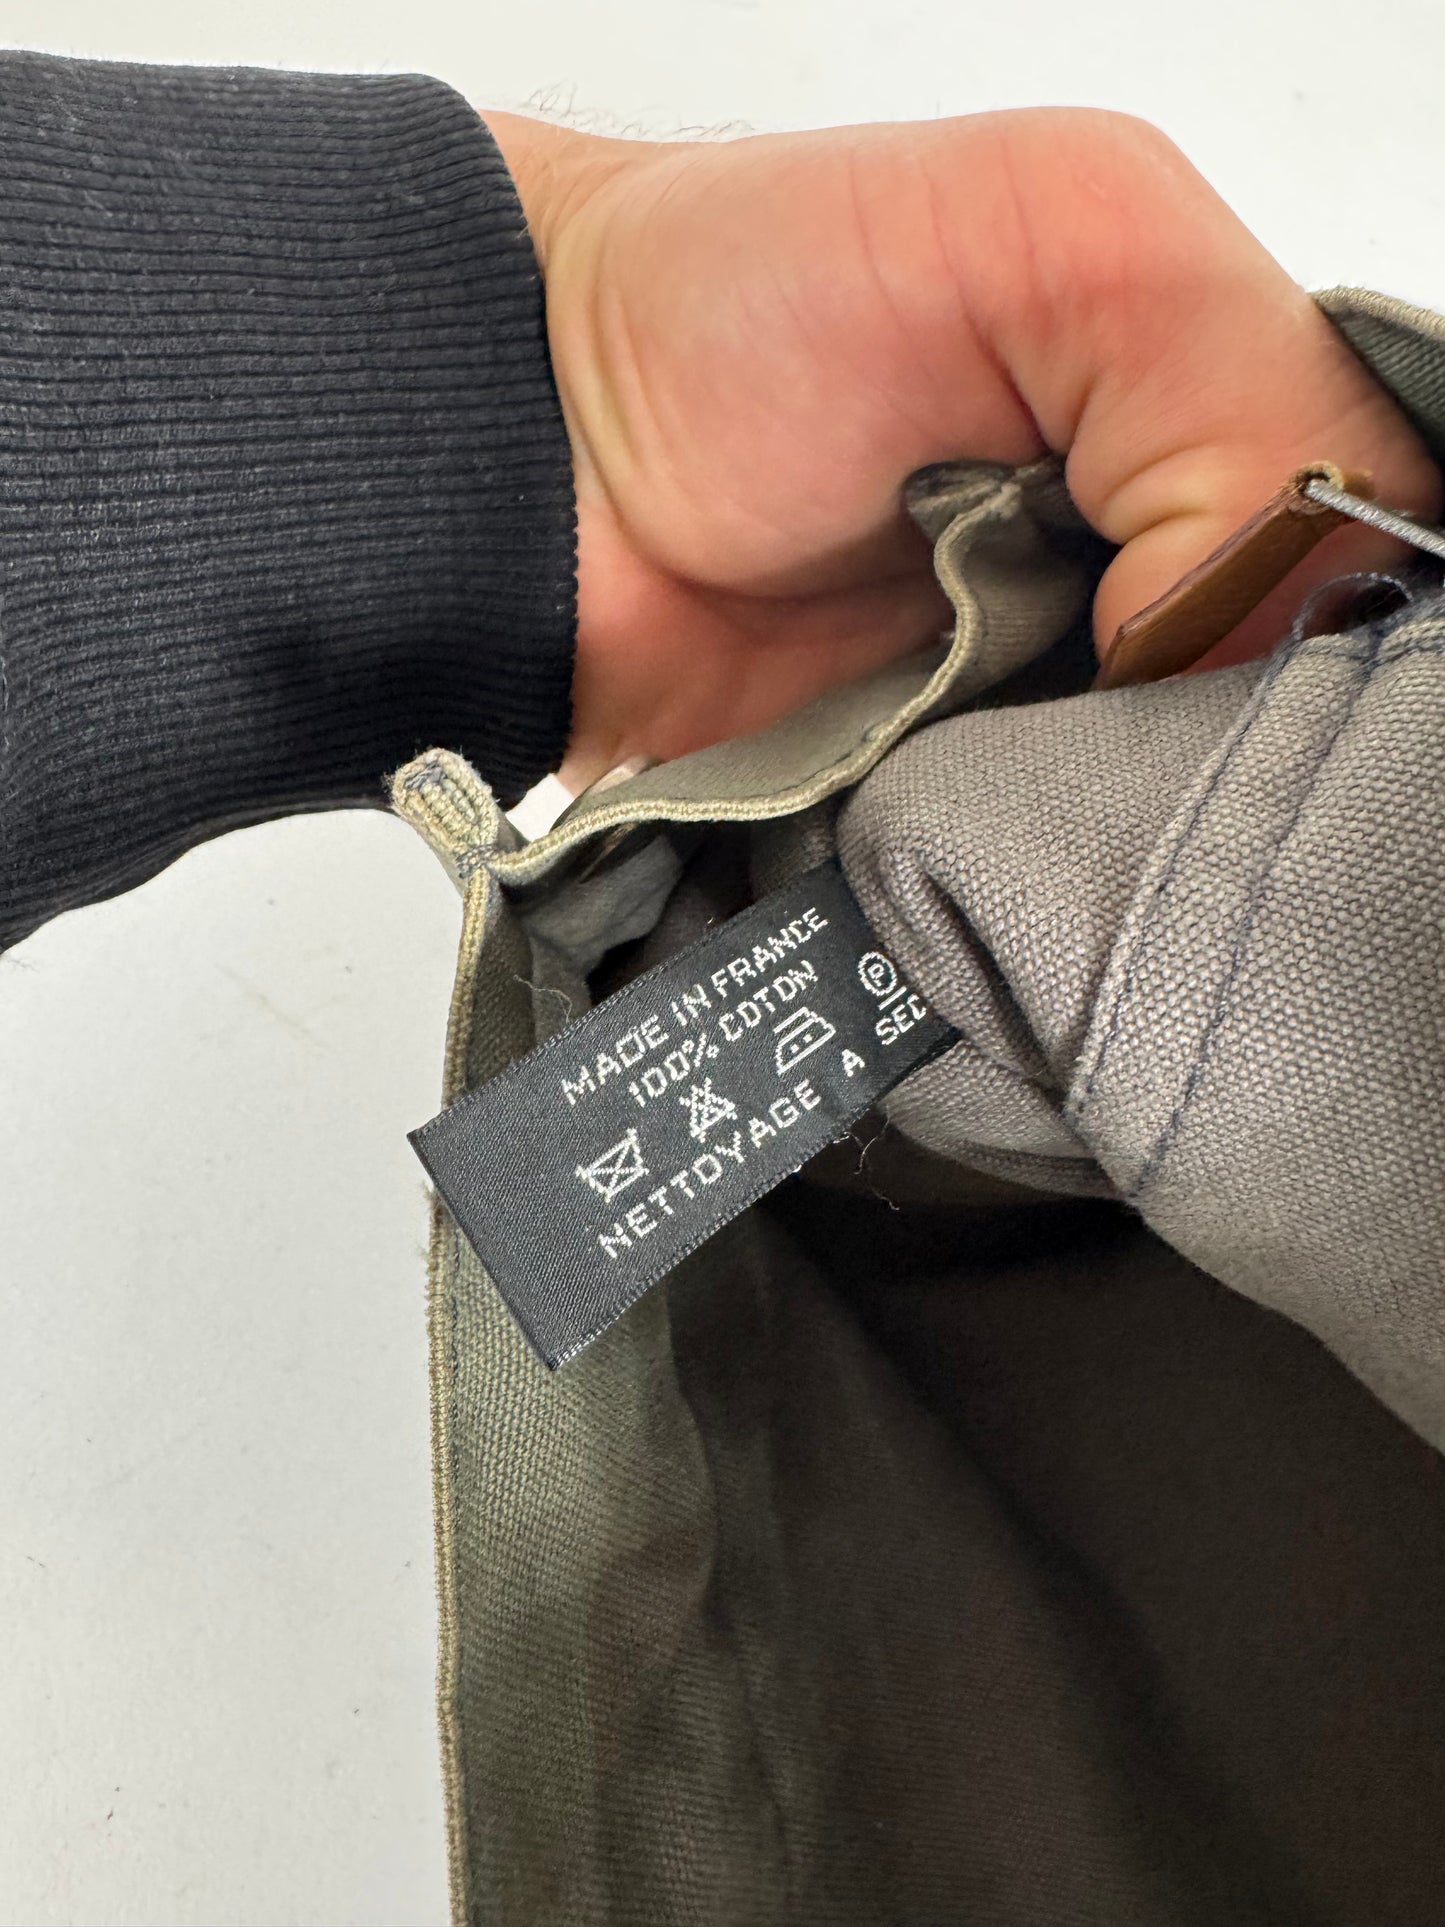 MADE IN FRANCE
100% COTON
P
NETTOYAGE A SEC